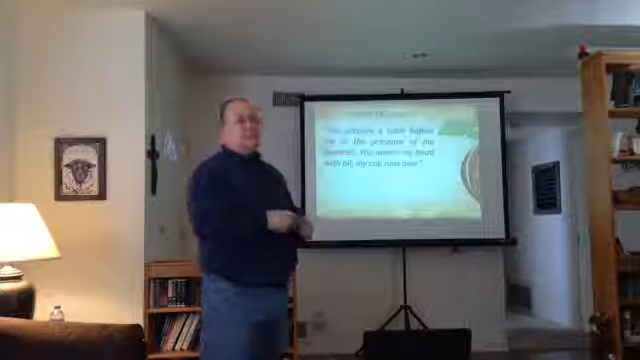 "You prepare a table before
me in the presence of my
enemies. You anoint my head
with oil; my cup runs over."